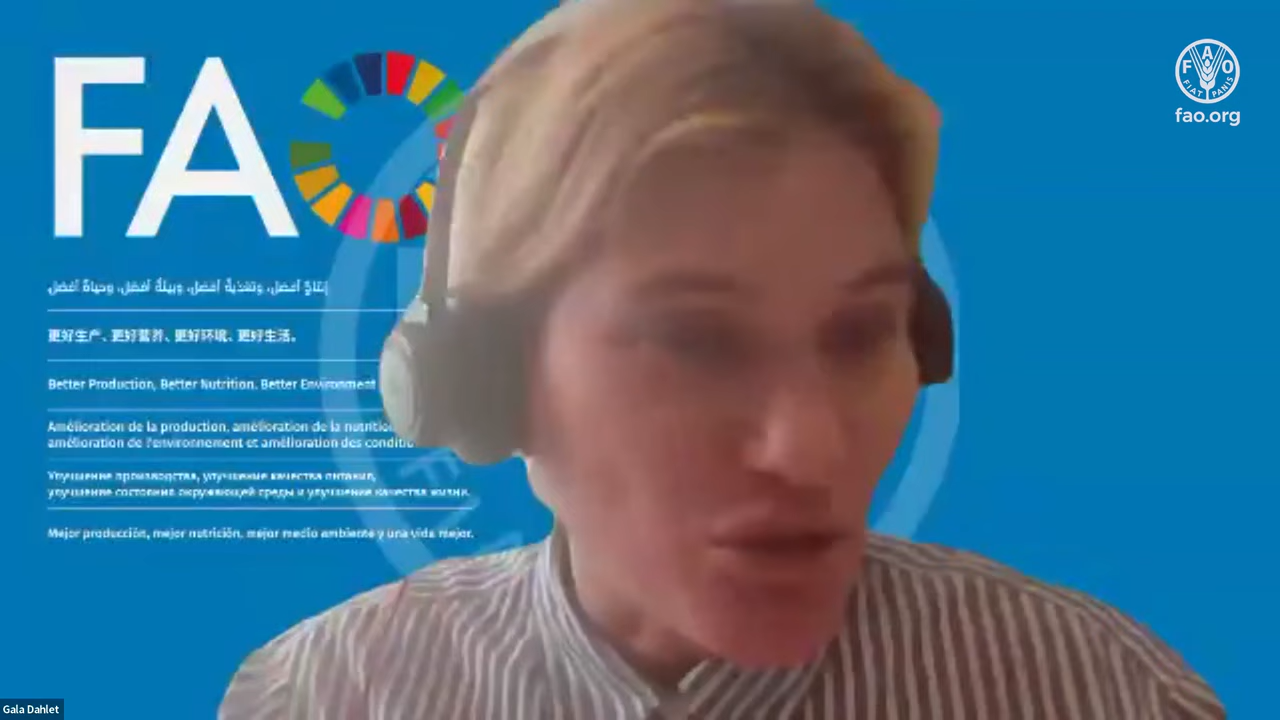 FAO
إنتاجٌ أفضل، وتغذيةٌ أفضل، وبيئةٌ أفضل، وحياةٌ أفضل.
更好生产、更好营养、更好环境、更好生活。
Better Production, Better Nutrition, Better Environment
Amélioration de la production, amélioration de la nutrition
amélioration de l'environnement et amélioration des conditio
Улучшение производства, улучшение качества питания,
улучшение состояния окружающей среды и улучшение качества жизни.
Mejor producción, mejor nutrición, mejor medio ambiente y una vida mejor.
FAO
FIAT PANIS
fao.org
Gala Dahlet